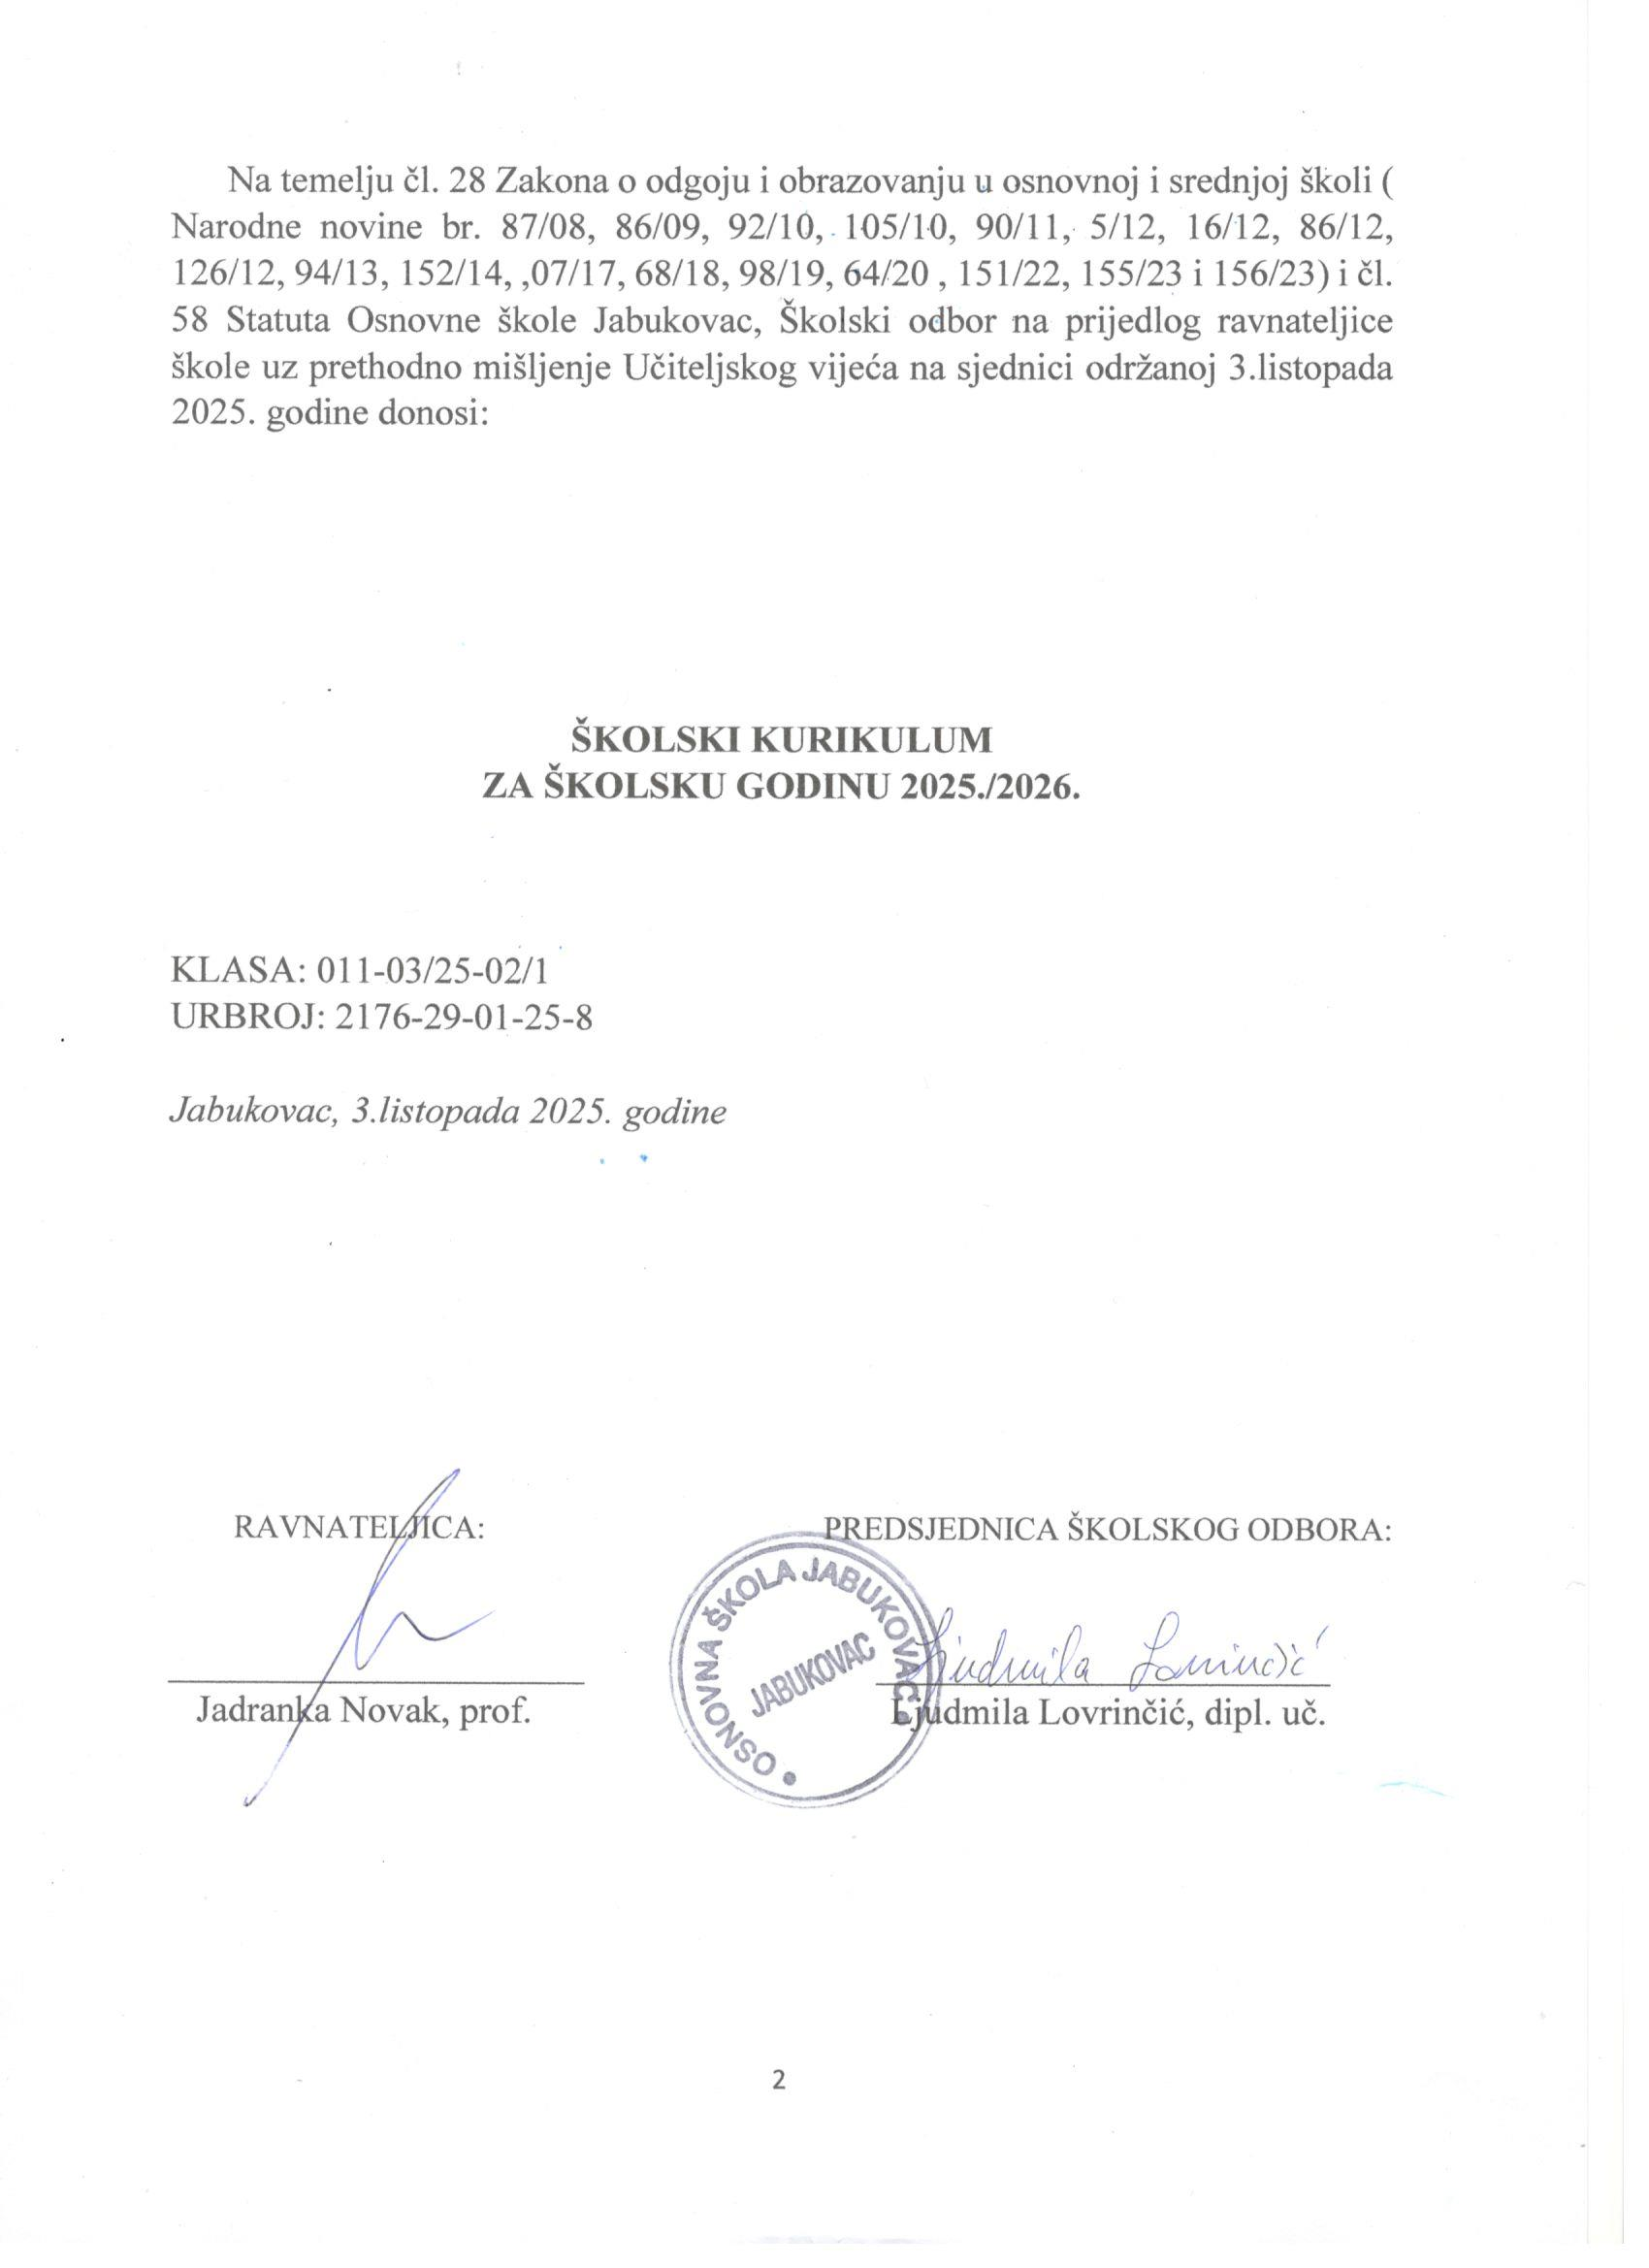 Na temelju čl. 28 Zakona o odgoju i obrazovanju u osnovnoj i srednjoj školi (
Narodne novine br. 87/08, 86/09, 92/10, 105/10, 90/11, 5/12, 16/12, 86/12,
126/12, 94/13, 152/14, ,07/17, 68/18, 98/19, 64/20 , 151/22, 155/23 i 156/23) i čl.
58 Statuta Osnovne škole Jabukovac, Školski odbor na prijedlog ravnateljice
škole uz prethodno mišljenje Učiteljskog vijeća na sjednici održanoj 3.listopada
2025. godine donosi:
ŠKOLSKI KURIKULUM
ZA ŠKOLSKU GODINU 2025./2026.
KLASA: 011-03/25-02/1
URBROJ: 2176-29-01-25-8
Jabukovac, 3.listopada 2025. godine
RAVNATELJICA:
PREDSJEDNICA ŠKOLSKOG ODBORA:
OSNOVNA ŠKOLA JABUKOVAC
JABUKOVAC
Ljudmila Lovrinčić
Jadranka Novak, prof.
Ljudmila Lovrinčić, dipl. uč.
2